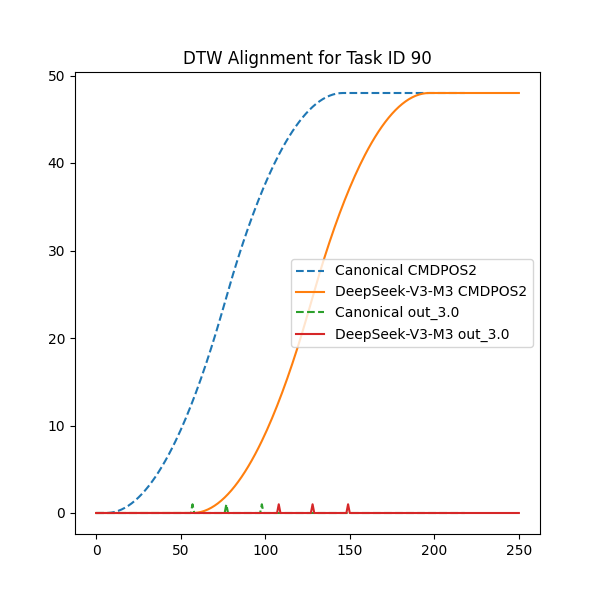 DTW Alignment for Task ID 90
50
40
30
20
10
0
Canonical CMDPOS2
DeepSeek-V3-M3 CMDPOS2
Canonical out_3.0
DeepSeek-V3-M3 out_3.0
0 50 100 150 200 250